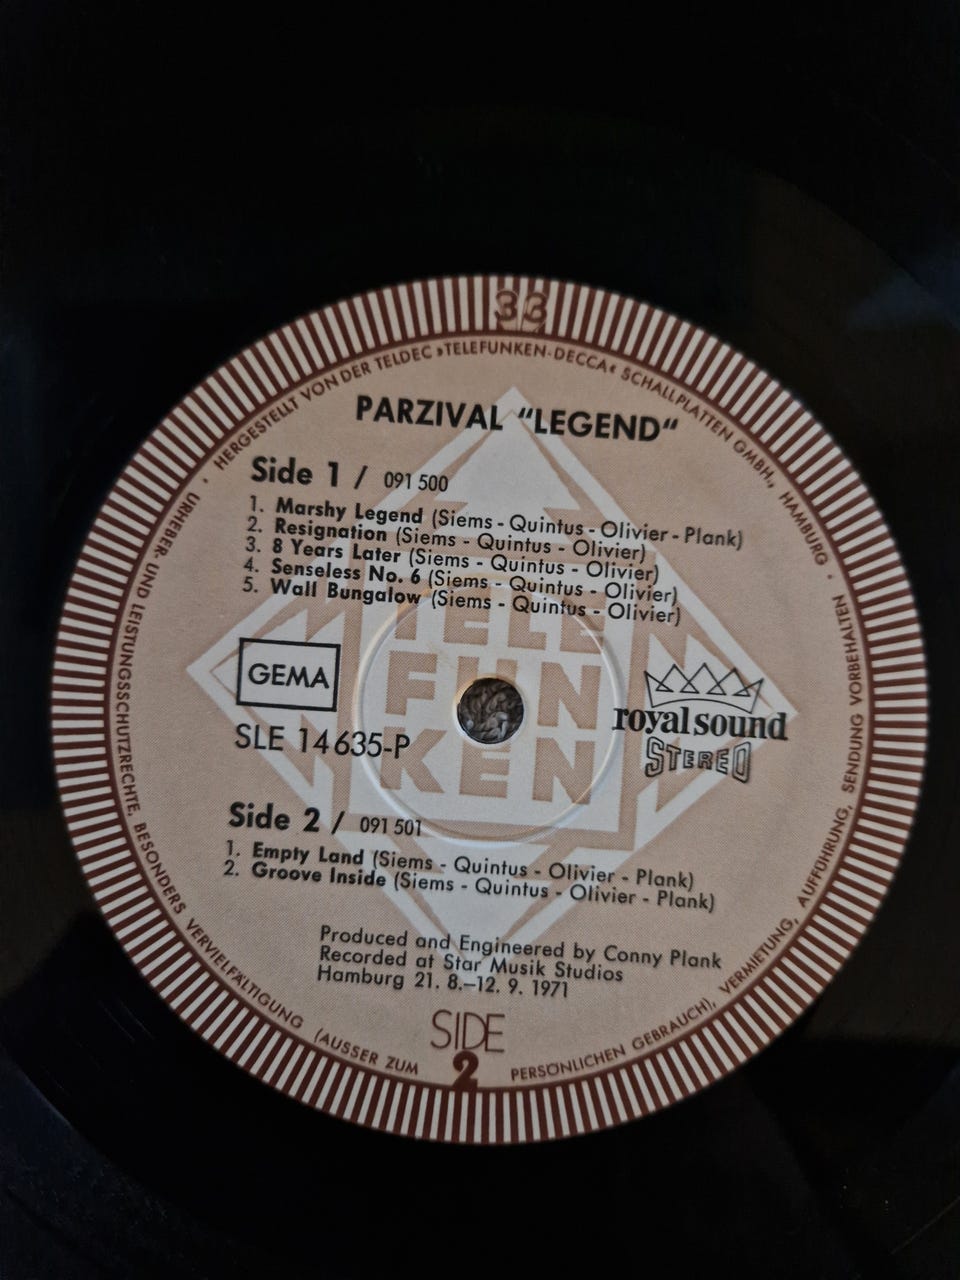 33
HERGESTELLT VON DER TELDEC »TELEFUNKEN-DECCA« SCHALLPLATTEN GMBH., HAMBURG ·
PARZIVAL “LEGEND“
Side 1 / 091 500
1. Marshy Legend (Siems - Quintus - Olivier - Plank)
2. Resignation (Siems - Quintus - Olivier)
3. 8 Years Later (Siems - Quintus - Olivier)
4. Senseless No. 6 (Siems - Quintus - Olivier)
5. Wall Bungalow (Siems - Quintus - Olivier)
TELE
FUN
KEN
GEMA
SLE 14 635-P
royal sound
STEREO
Side 2 / 091 501
1. Empty Land (Siems - Quintus - Olivier - Plank)
2. Groove Inside (Siems - Quintus - Olivier - Plank)
Produced and Engineered by Conny Plank
Recorded at Star Musik Studios
Hamburg 21. 8.–12. 9. 1971
SIDE
2
· URHEBER- UND LEISTUNGSSCHUTZRECHTE, BESONDERS VERVIELFÄLTIGUNG (AUSSER ZUM PERSÖNLICHEN GEBRAUCH), VERMIETUNG, AUFFÜHRUNG, SENDUNG VORBEHALTEN ·